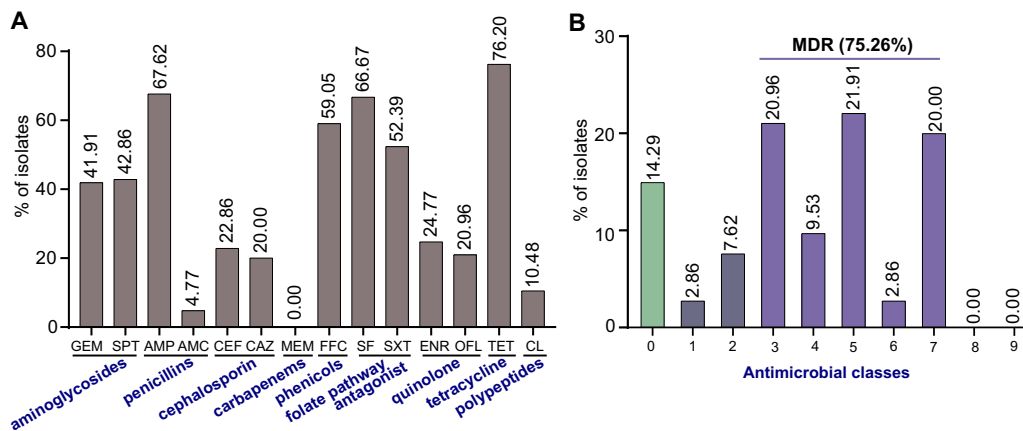 A
% of isolates
80
60
40
20
0
41.91
42.86
67.62
4.77
22.86
20.00
0.00
59.05
66.67
52.39
24.77
20.96
76.20
10.48
GEM SPT AMP AMC CEF CAZ MEM FFC SF SXT ENR OFL TET CL
aminoglycosides
penicillins
cephalosporin
carbapenems
phenicols
folate pathway
antagonist
quinolone
tetracycline
polypeptides
B
MDR (75.26%)
% of isolates
30
20
10
0
14.29
2.86
7.62
20.96
9.53
21.91
2.86
20.00
0.00
0.00
0 1 2 3 4 5 6 7 8 9
Antimicrobial classes